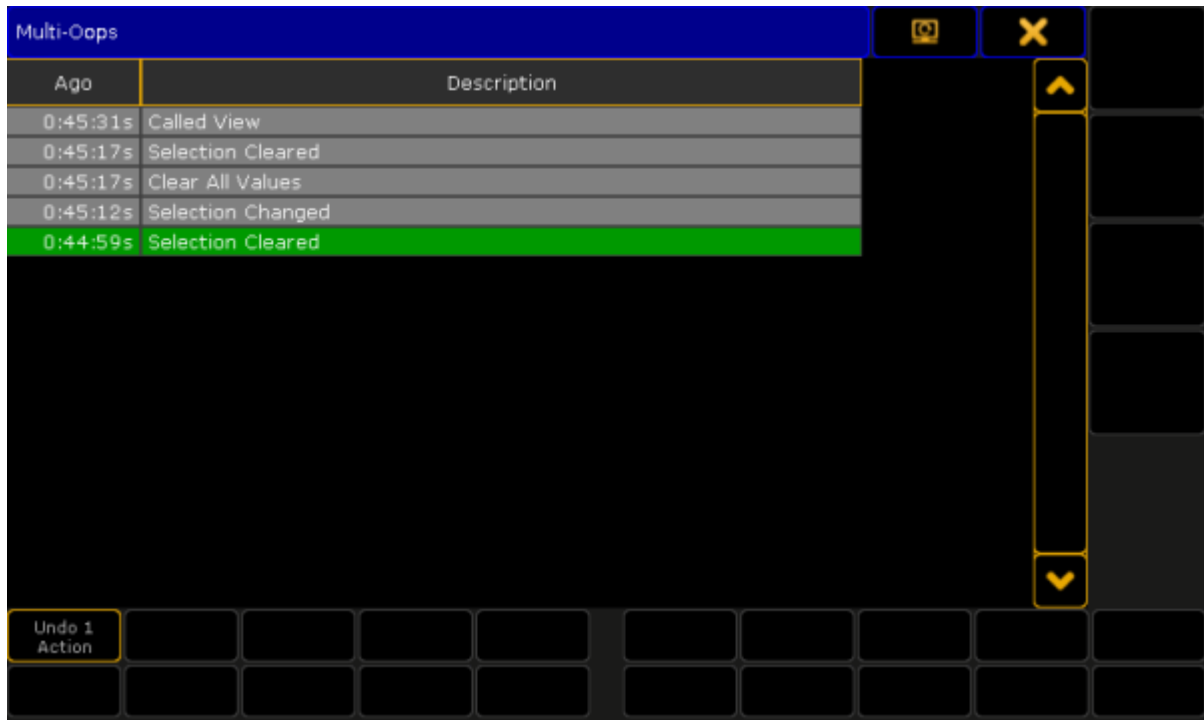 Multi-Oops
Ago Description
0:45:31s Called View
0:45:17s Selection Cleared
0:45:17s Clear All Values
0:45:12s Selection Changed
0:44:59s Selection Cleared
Undo 1
Action